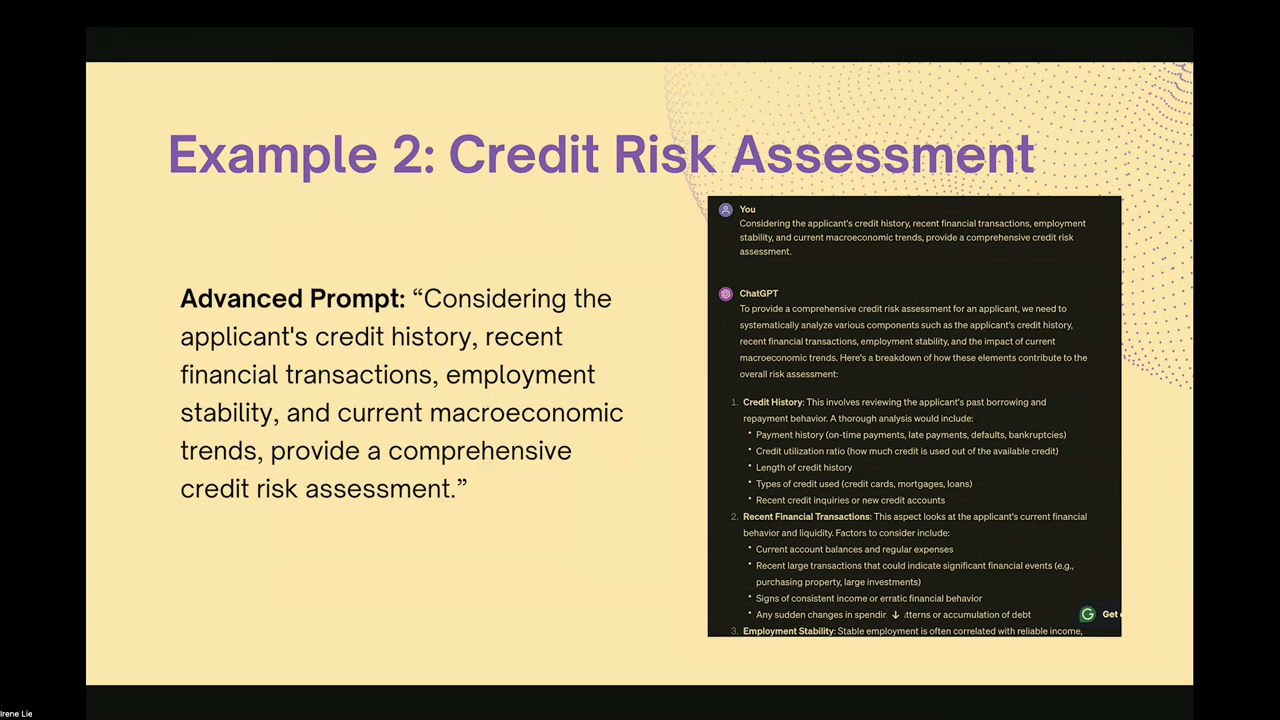 Example 2: Credit Risk Assessment
Advanced Prompt: “Considering the
applicant's credit history, recent
financial transactions, employment
stability, and current macroeconomic
trends, provide a comprehensive
credit risk assessment.”
You
Considering the applicant's credit history, recent financial transactions, employment
stability, and current macroeconomic trends, provide a comprehensive credit risk
assessment.
ChatGPT
To provide a comprehensive credit risk assessment for an applicant, we need to
systematically analyze various components such as the applicant's credit history,
recent financial transactions, employment stability, and the impact of current
macroeconomic trends. Here's a breakdown of how these elements contribute to the
overall risk assessment:
1. Credit History: This involves reviewing the applicant's past borrowing and
repayment behavior. A thorough analysis would include:
• Payment history (on-time payments, late payments, defaults, bankruptcies)
• Credit utilization ratio (how much credit is used out of the available credit)
• Length of credit history
• Types of credit used (credit cards, mortgages, loans)
• Recent credit inquiries or new credit accounts
2. Recent Financial Transactions: This aspect looks at the applicant's current financial
behavior and liquidity. Factors to consider include:
• Current account balances and regular expenses
• Recent large transactions that could indicate significant financial events (e.g.,
purchasing property, large investments)
• Signs of consistent income or erratic financial behavior
• Any sudden changes in spendin tterns or accumulation of debt
Get
3. Employment Stability: Stable employment is often correlated with reliable income,
Irene Lie